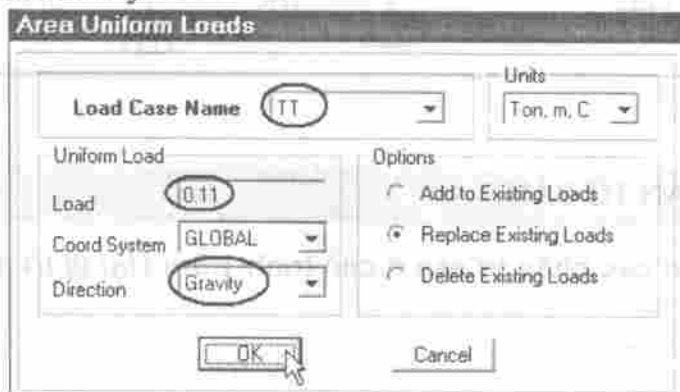 Area Uniform Loads
Units
Load Case Name TT
Ton, m, C
Uniform Load
Options
Load 0.11
Add to Existing Loads
Coord System GLOBAL
Replace Existing Loads
Direction Gravity
Delete Existing Loads
OK
Cancel